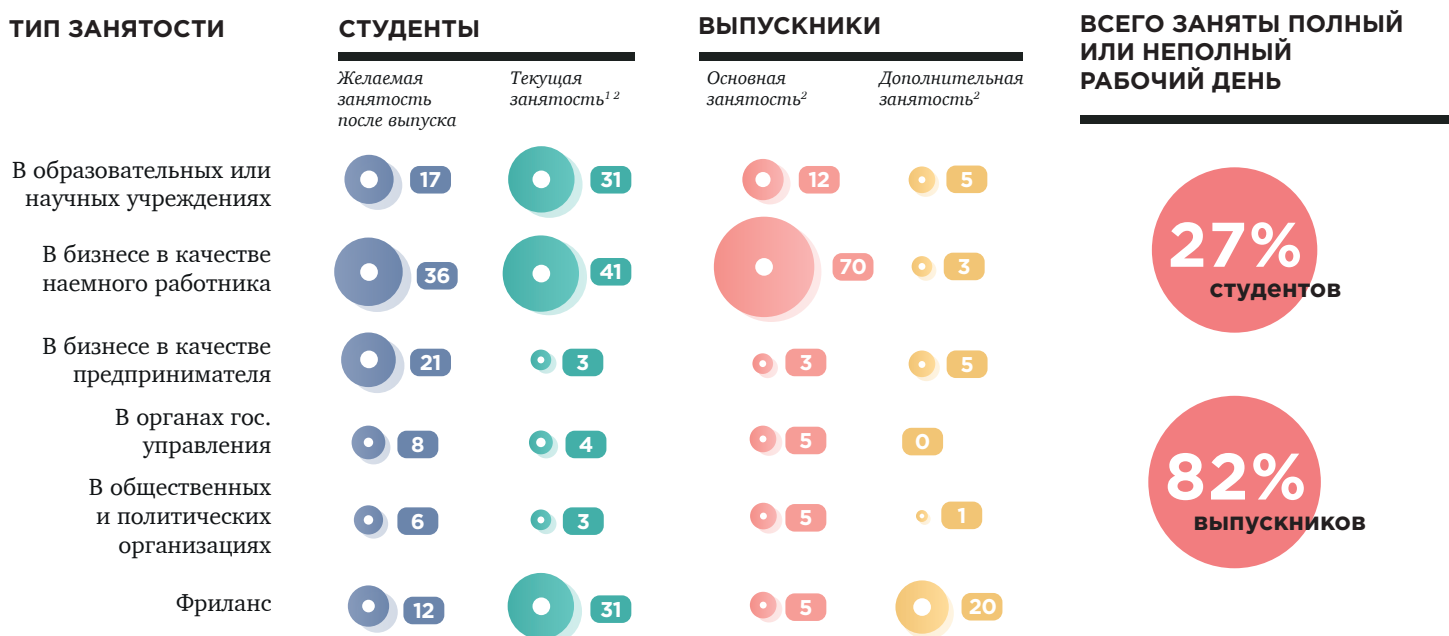 ТИП ЗАНЯТОСТИ
СТУДЕНТЫ
ВЫПУСКНИКИ
ВСЕГО ЗАНЯТЫ ПОЛНЫЙ
ИЛИ НЕПОЛНЫЙ
РАБОЧИЙ ДЕНЬ
Желаемая
занятость
после выпуска
Текущая
занятость¹ ²
Основная
занятость²
Дополнительная
занятость²
В образовательных или
научных учреждениях
17
31
12
5
В бизнесе в качестве
наемного работника
36
41
70
3
В бизнесе в качестве
предпринимателя
21
3
3
5
В органах гос.
управления
8
4
5
0
В общественных
и политических
организациях
6
3
5
1
Фриланс
12
31
5
20
27%
студентов
82%
выпускников